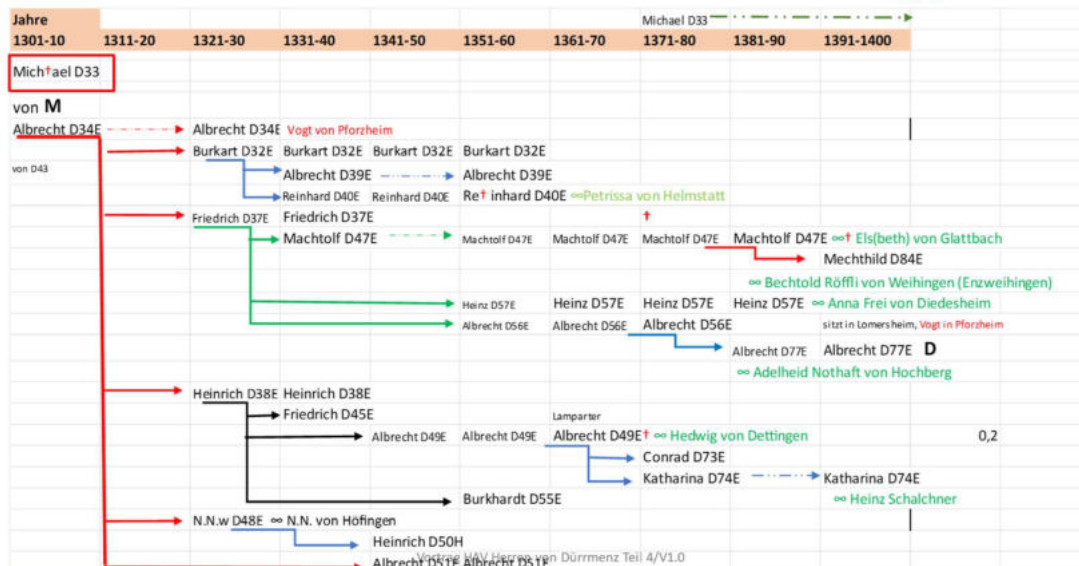 Jahre Michael D33
1301-10 1311-20 1321-30 1331-40 1341-50 1351-60 1361-70 1371-80 1381-90 1391-1400
Mich†ael D33
von M
Albrecht D34E Albrecht D34E Vogt von Pforzheim
Burkart D32E Burkart D32E Burkart D32E Burkart D32E
von D43 Albrecht D39E Albrecht D39E
Reinhard D40E Reinhard D40E Re† inhard D40E ∞Petrissa von Helmstatt
Friedrich D37E Friedrich D37E †
Machtolf D47E Machtolf D47E Machtolf D47E Machtolf D47E Machtolf D47E ∞† Els(beth) von Glattbach
Mechthild D84E
∞ Bechtold Röffli von Weihingen (Enzweihingen)
Heinz D57E Heinz D57E Heinz D57E Heinz D57E ∞ Anna Frei von Diedesheim
Albrecht D56E Albrecht D56E Albrecht D56E sitzt in Lomersheim, Vogt in Pforzheim
Albrecht D77E Albrecht D77E D
∞ Adelheid Nothaft von Hochberg
Heinrich D38E Heinrich D38E
Friedrich D45E Lamparter
Albrecht D49E Albrecht D49E Albrecht D49E† ∞ Hedwig von Dettingen 0,2
Conrad D73E
Katharina D74E Katharina D74E
Burkhardt D55E ∞ Heinz Schalchner
N.N.w D48E ∞ N.N. von Höfingen
Heinrich D50H
Vortrag HAV Herren von Dürrmenz Teil 4/V1.0
Albrecht D51E Albrecht D51E